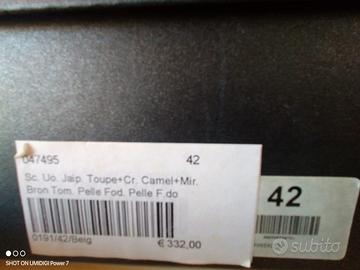 047495 42
Sc. Uo. Jaip. Toupe+Cr. Camel+Mir.
Bron Tom. Pelle Fod. Pelle F.do
0191/42/Beig
€ 332,00
42
subito
SHOT ON UMIDIGI Power 7